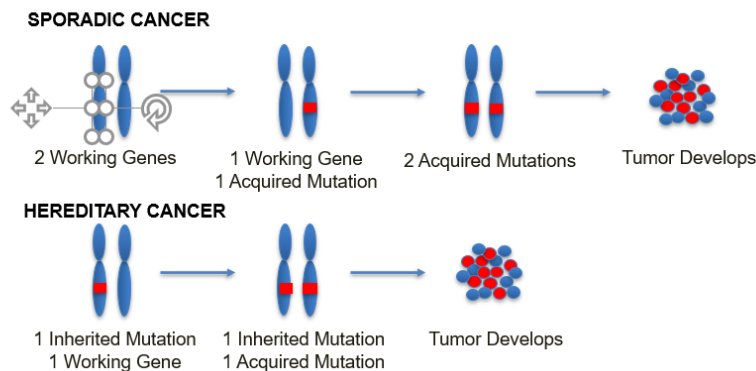 SPORADIC CANCER
2 Working Genes
1 Working Gene
1 Acquired Mutation
2 Acquired Mutations
Tumor Develops
HEREDITARY CANCER
1 Inherited Mutation
1 Working Gene
1 Inherited Mutation
1 Acquired Mutation
Tumor Develops